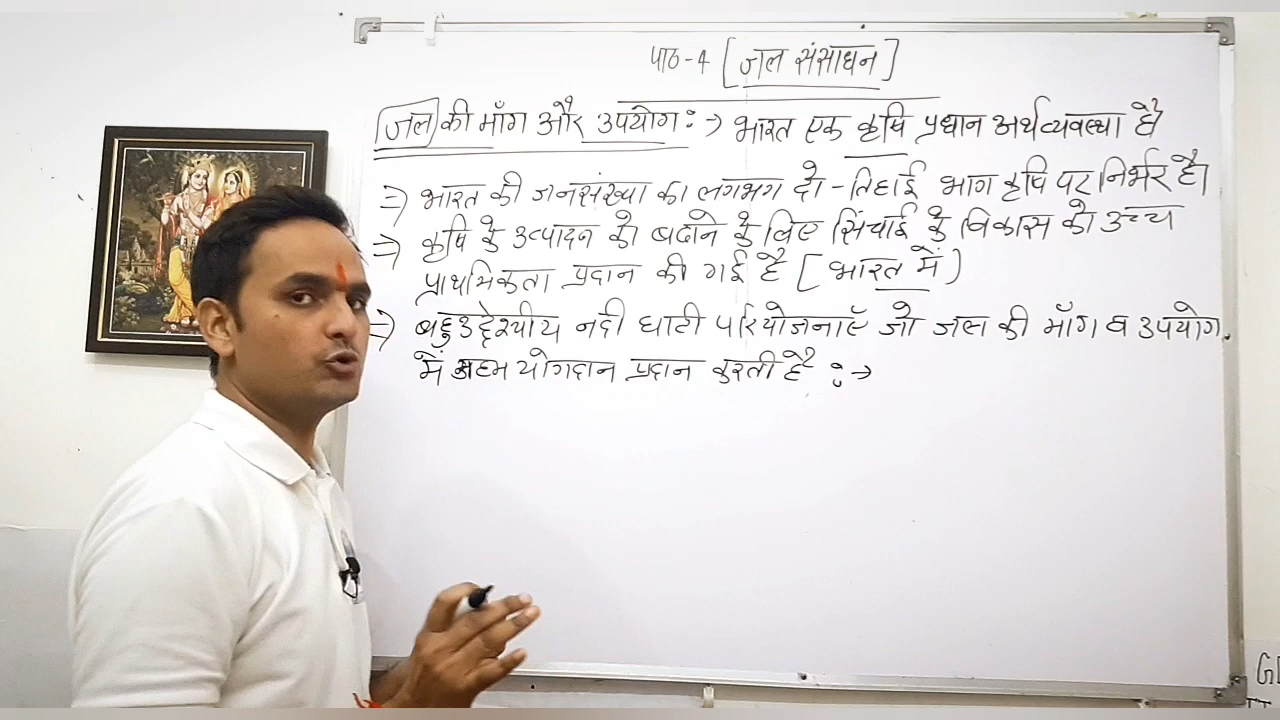 पाठ-4 [जल संसाधन]
जल की माँग और उपयोग :→ भारत एक कृषि प्रधान अर्थव्यवस्था है
⇒ भारत की जनसंख्या का लगभग दो-तिहाई भाग कृषि पर निर्भर है।
⇒ कृषि के उत्पादन को बढ़ाने के लिए सिंचाई के विकास को उच्च
प्राथमिकता प्रदान की गई है [भारत में)
⇒ बहुउद्देश्यीय नदी घाटी परियोजनाएँ जो जल की माँग व उपयोग
में अहम योगदान प्रदान करती है :→